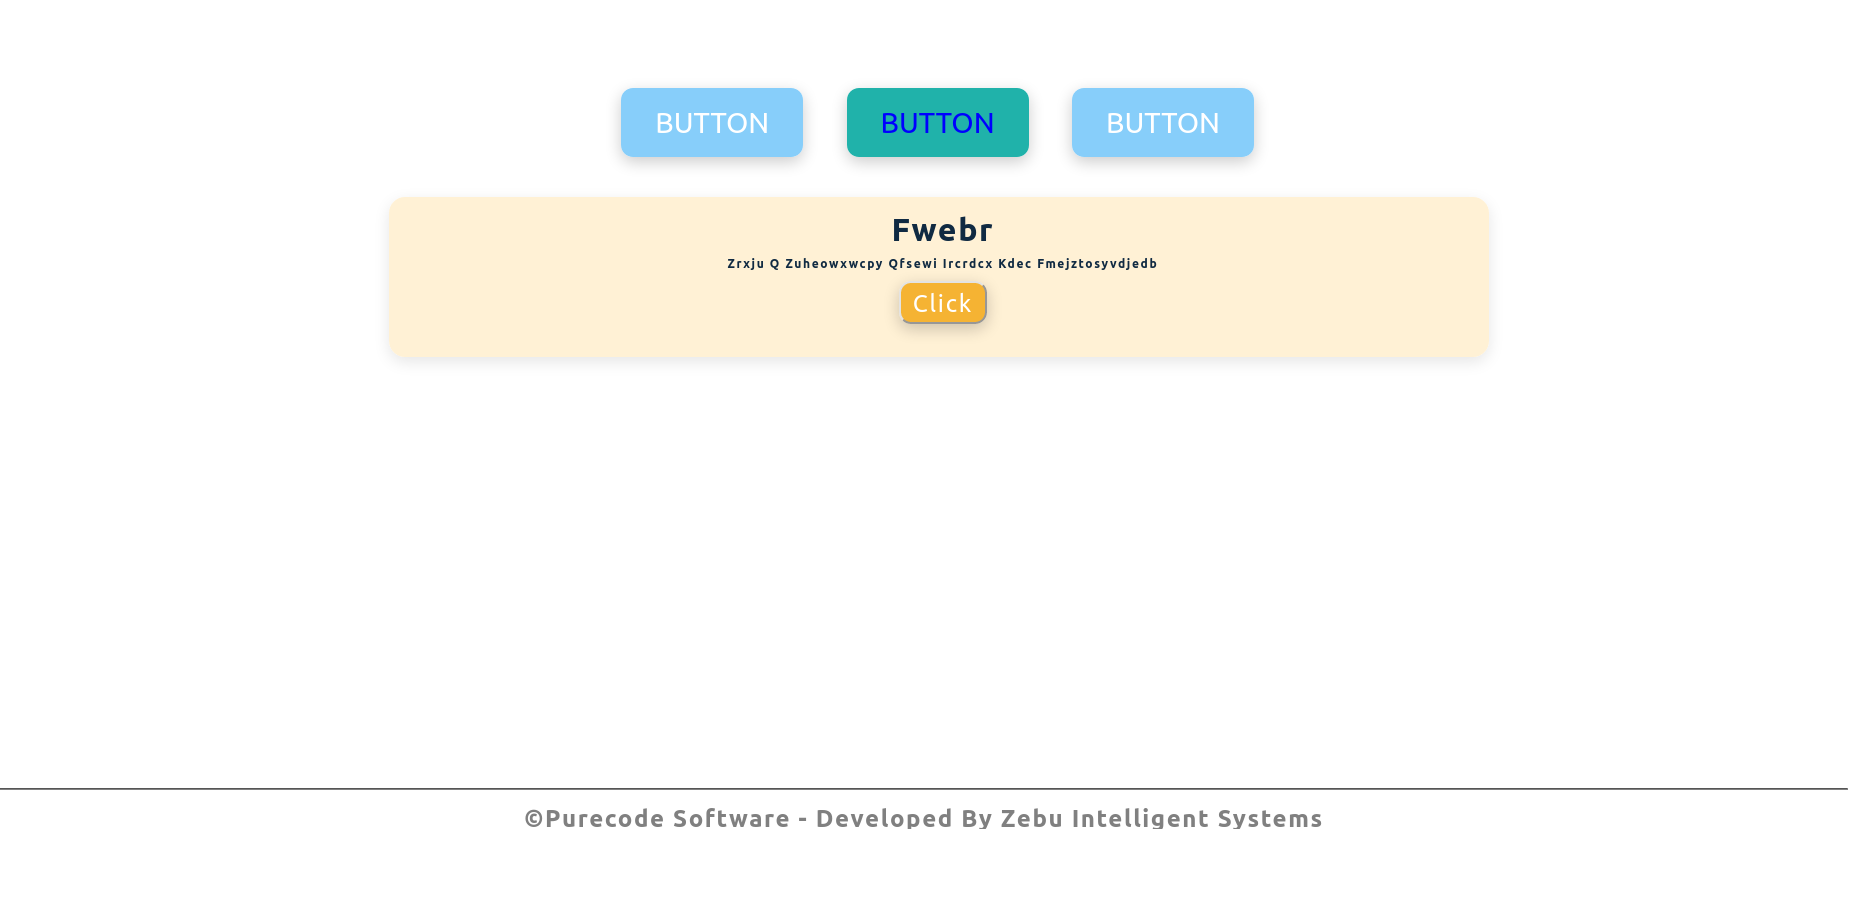 BUTTON BUTTON BUTTON
Fwebr
Zrxju Q Zuheowxwcpy Qfsewi Ircrdcx Kdec Fmejztosyvdjedb
Click
©Purecode Software - Developed By Zebu Intelligent Systems